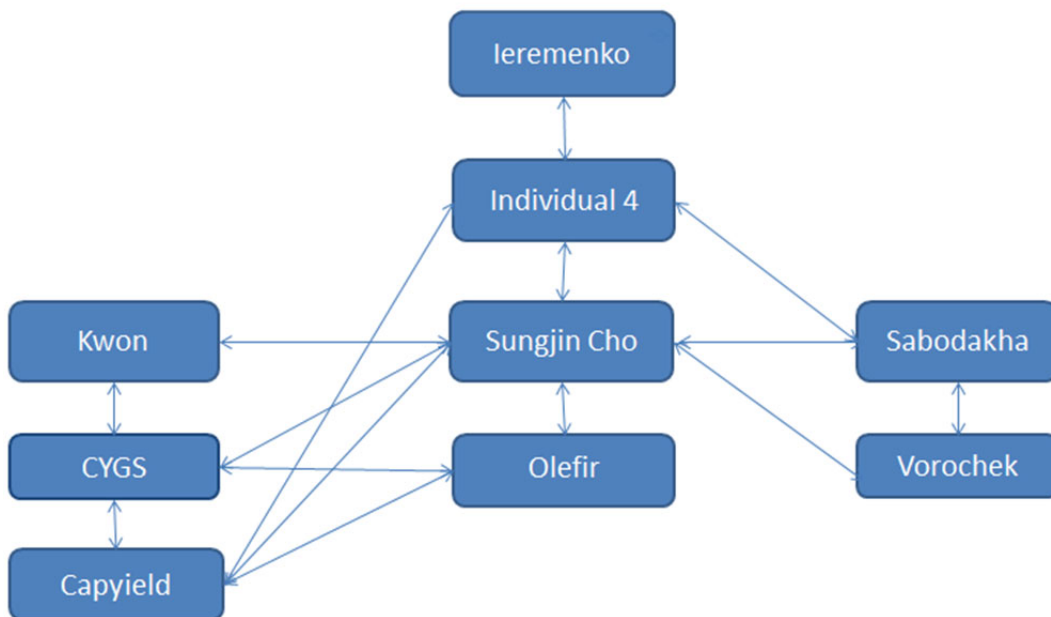 Ieremenko
Individual 4
Kwon
Sungjin Cho
Sabodakha
CYGS
Olefir
Vorochek
Capyield